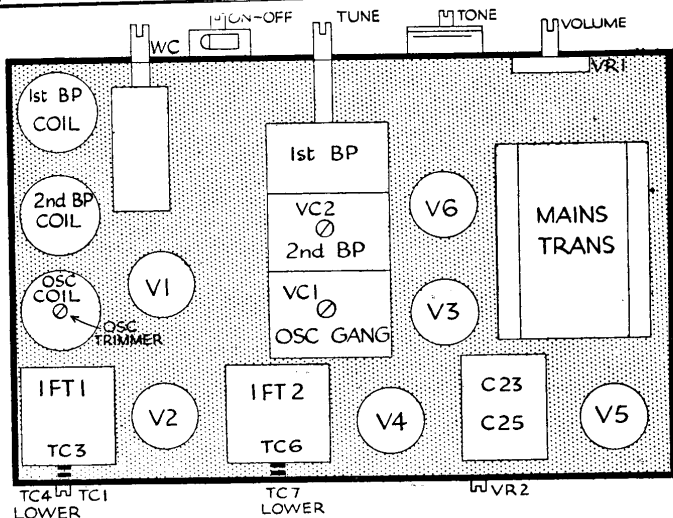 ON-OFF
TUNE
TONE
VOLUME
WC
VR1
1st BP
COIL
1st BP
2nd BP
COIL
VC2
2nd BP
V6
MAINS
TRANS
OSC
COIL
V1
VC1
OSC GANG
V3
OSC
TRIMMER
IFT1
TC3
V2
IFT2
TC6
V4
C23
C25
V5
TC4
TC1
LOWER
TC7
LOWER
VR2